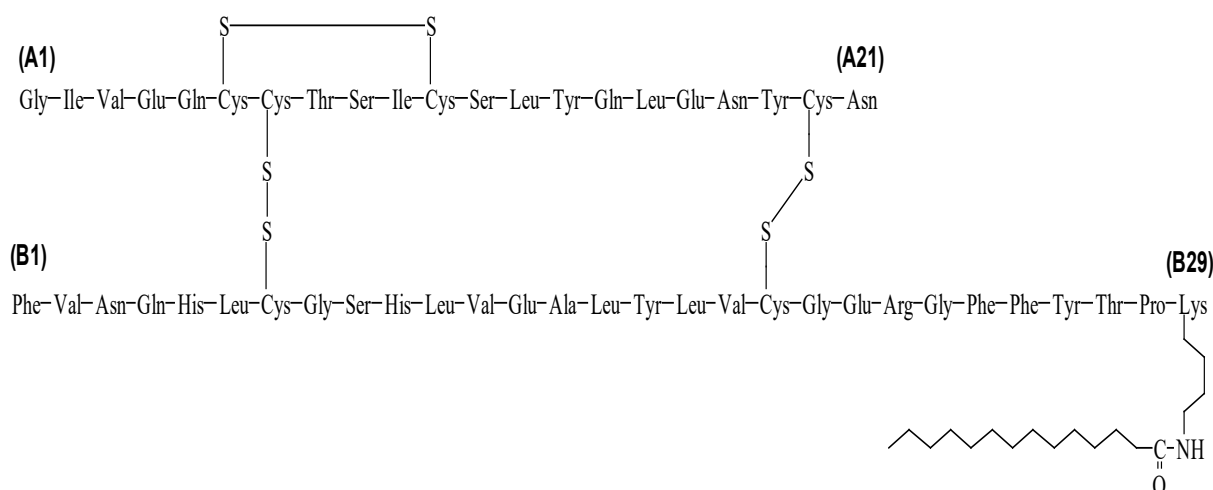 S S
(A1) (A21)
Gly-Ile-Val-Glu-Gln-Cys-Cys-Thr-Ser-Ile-Cys-Ser-Leu-Tyr-Gln-Leu-Glu-Asn-Tyr-Cys-Asn
S S
S S
(B1) (B29)
Phe-Val-Asn-Gln-His-Leu-Cys-Gly-Ser-His-Leu-Val-Glu-Ala-Leu-Tyr-Leu-Val-Cys-Gly-Glu-Arg-Gly-Phe-Phe-Tyr-Thr-Pro-Lys
C-NH
O